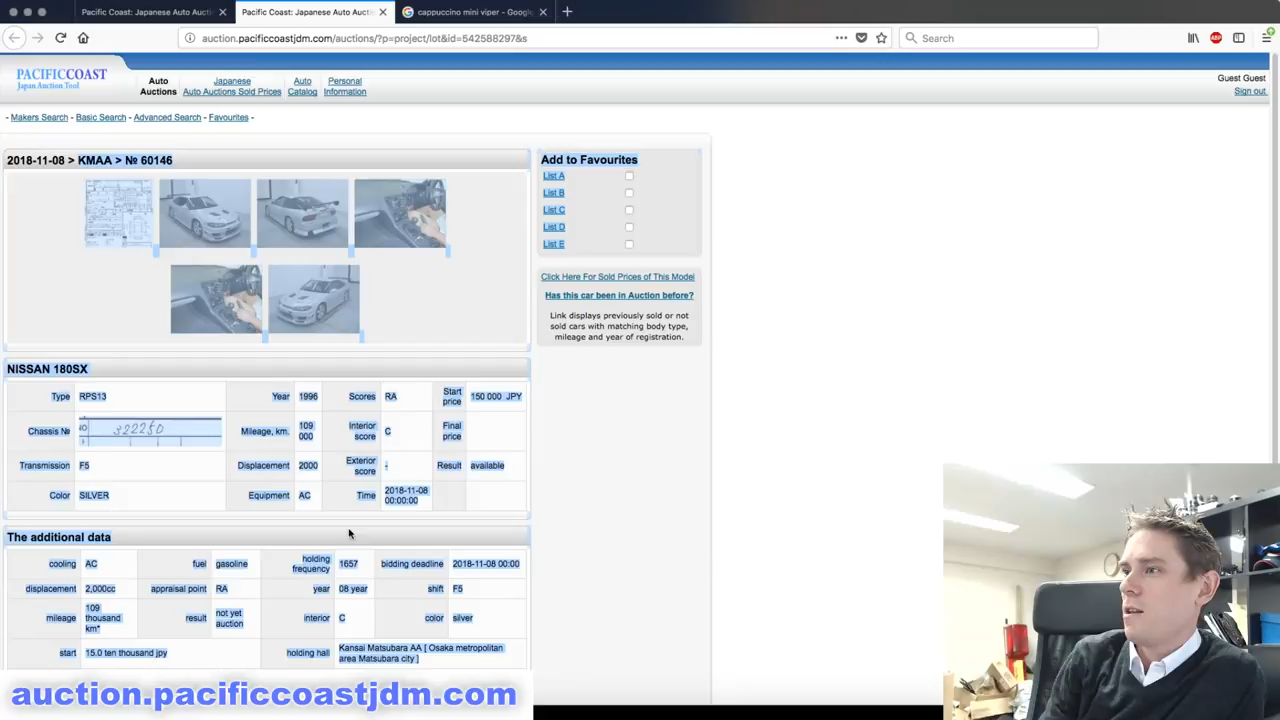 Pacific Coast: Japanese Auto Aucti
Pacific Coast: Japanese Auto Aucti
cappuccino mini viper - Google
auction.pacificcoastjdm.com/auctions/?p=project/lot&id=542588297&s
Search
PACIFICCOAST
Japan Auction Tool
Auto Auctions
Japanese Auto Auctions Sold Prices
Auto Catalog
Personal Information
Guest Guest
Sign out
- Makers Search - Basic Search - Advanced Search - Favourites -
2018-11-08 > KMAA > № 60146
Add to Favourites
List A
List B
List C
List D
List E
Click Here For Sold Prices of This Model
Has this car been in Auction before?
Link displays previously sold or not
sold cars with matching body type,
mileage and year of registration.
NISSAN 180SX
Type RPS13 Year 1996 Scores RA Start price 150 000 JPY
Chassis № 322250 Mileage, km. 109 000 Interior score C Final price
Transmission F5 Displacement 2000 Exterior score - Result available
Color SILVER Equipment AC Time 2018-11-08 00:00:00
The additional data
cooling AC fuel gasoline holding frequency 1657 bidding deadline 2018-11-08 00:00
displacement 2,000cc appraisal point RA year 08 year shift F5
mileage 109 thousand km* result not yet auction interior C color silver
start 15.0 ten thousand jpy holding hall Kansai Matsubara AA [ Osaka metropolitan area Matsubara city ]
auction.pacificcoastjdm.com